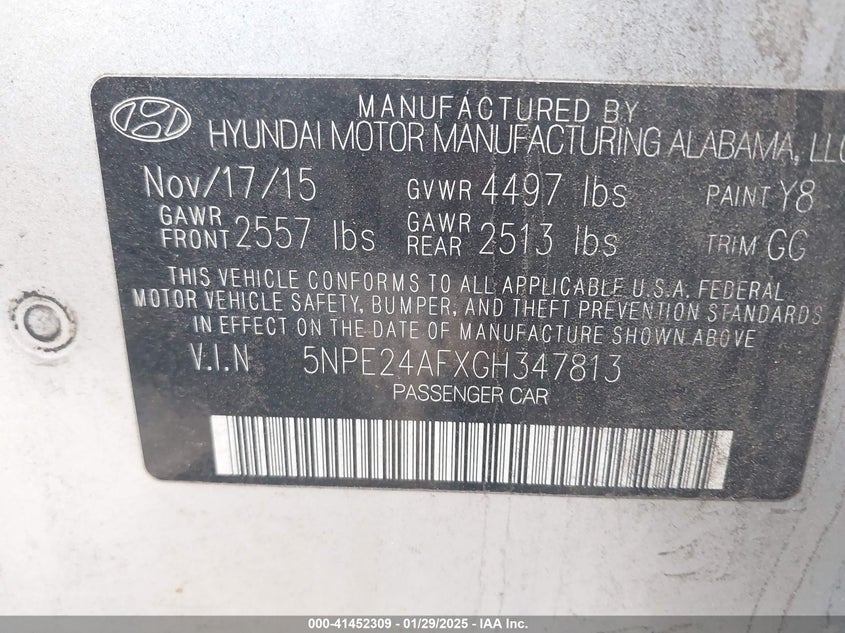 MANUFACTURED BY
HYUNDAI MOTOR MANUFACTURING ALABAMA, LLC
Nov/17/15 GVWR 4497 lbs PAINT Y8
GAWR FRONT 2557 lbs GAWR REAR 2513 lbs TRIM GG
THIS VEHICLE CONFORMS TO ALL APPLICABLE U.S.A. FEDERAL
MOTOR VEHICLE SAFETY, BUMPER, AND THEFT PREVENTION STANDARDS
IN EFFECT ON THE DATE OF MANUFACTURE SHOWN ABOVE
V.I.N 5NPE24AFXGH347813
PASSENGER CAR
000-41452309 - 01/29/2025 - IAA, Inc.